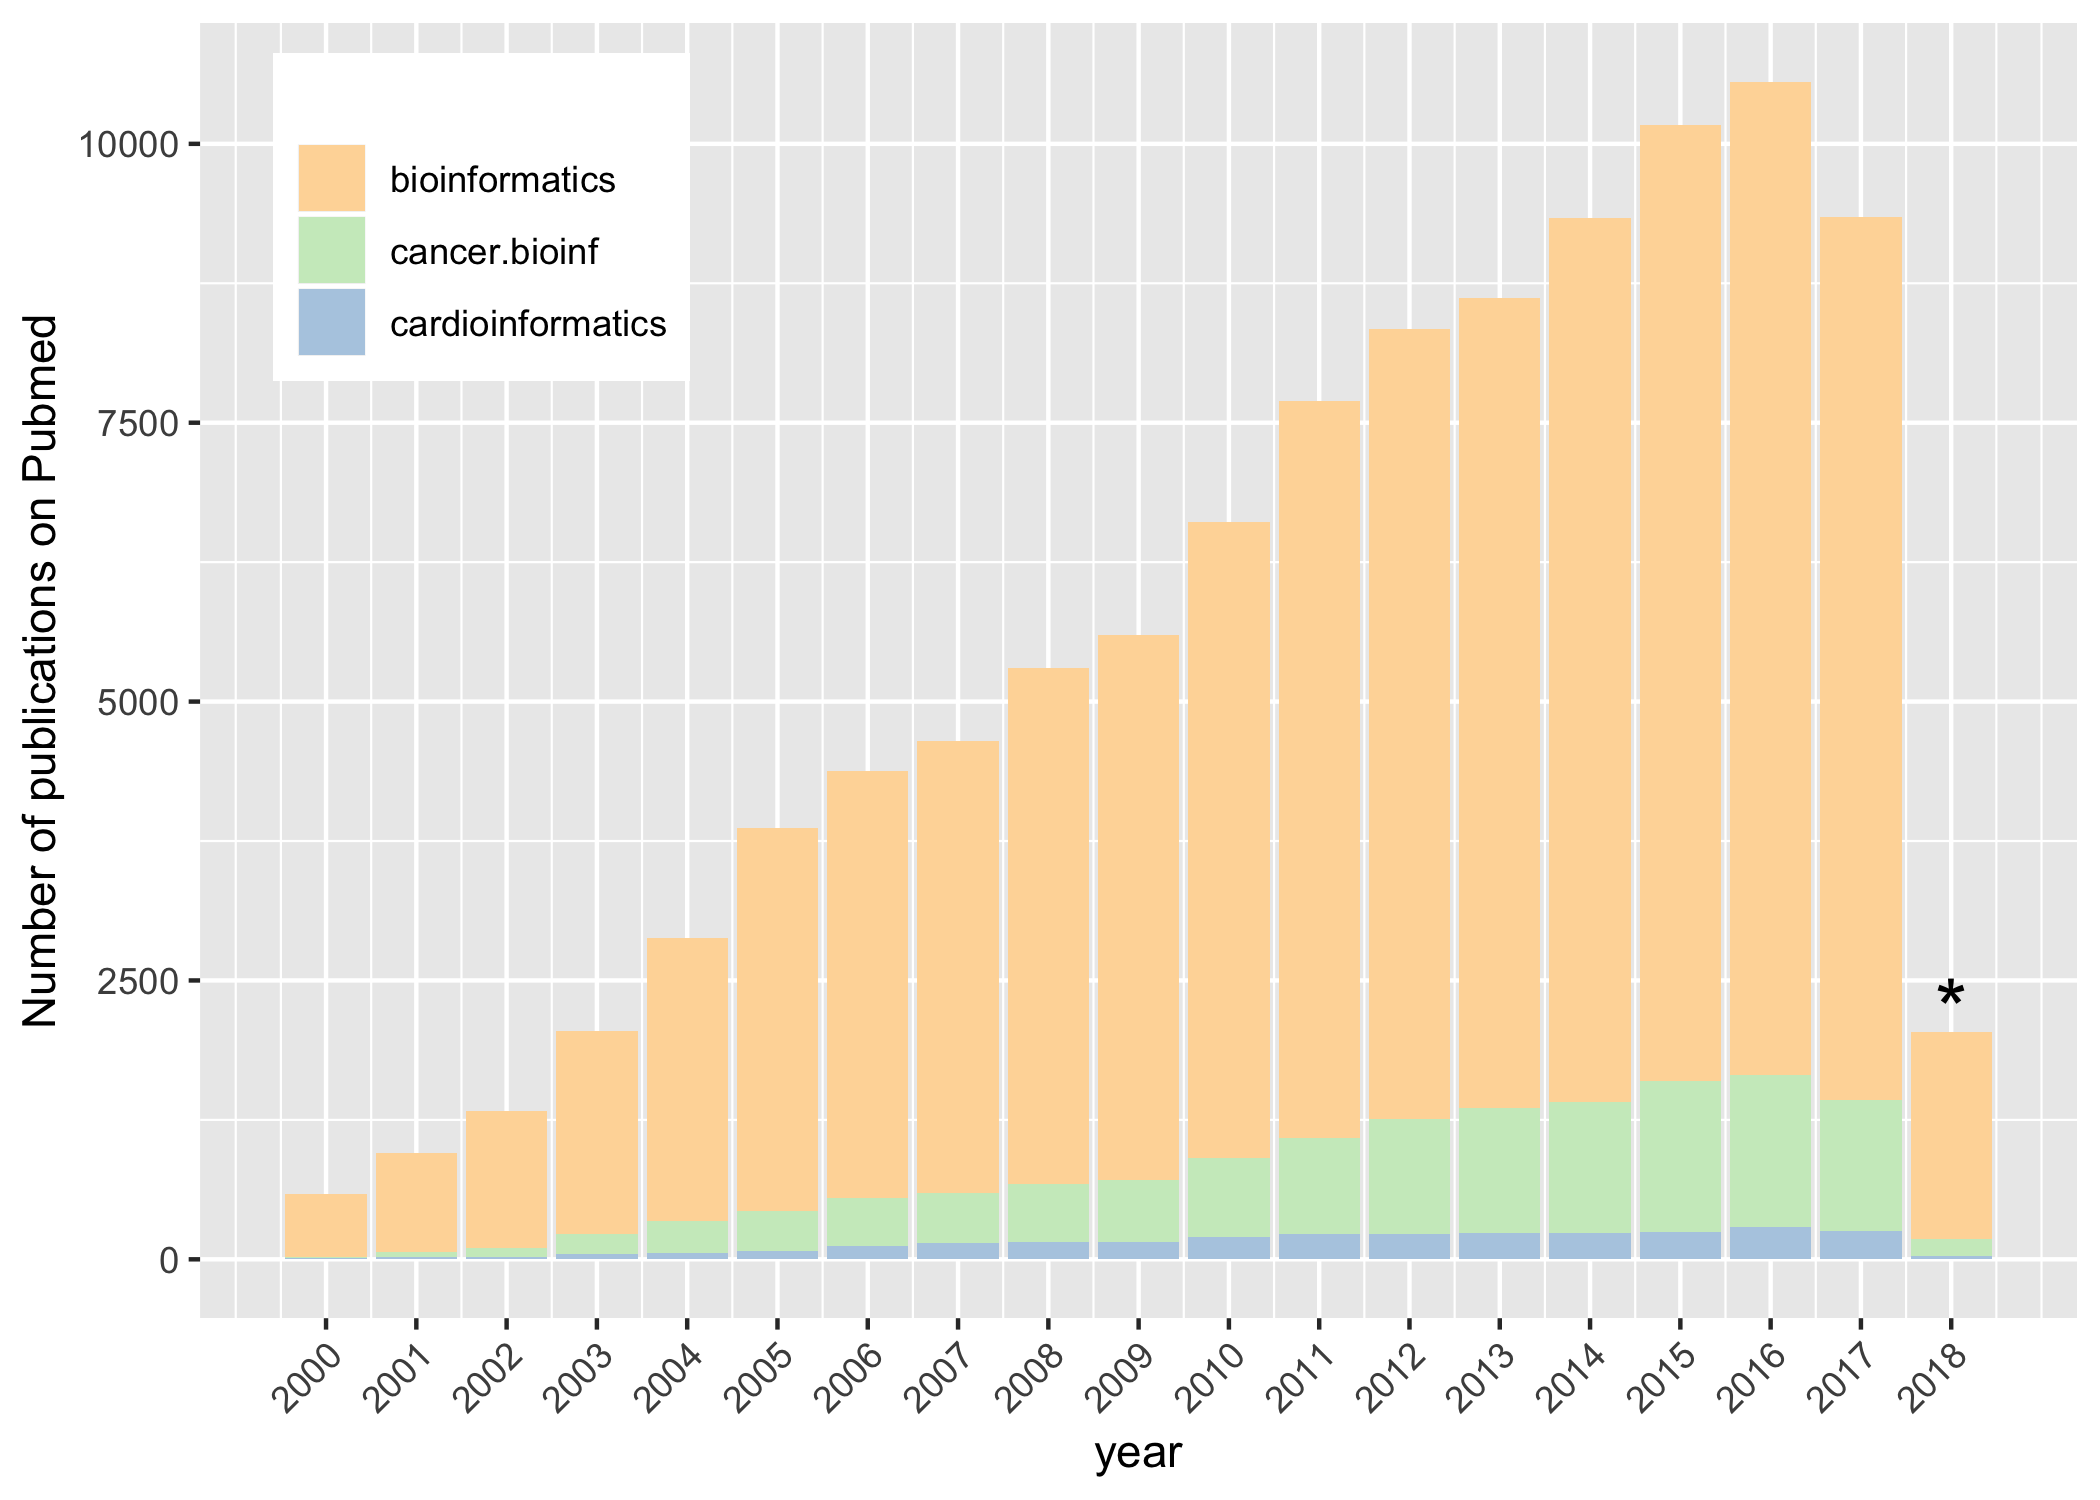 bioinformatics
cancer.bioinf
cardioinformatics
Number of publications on Pubmed
10000
7500
5000
2500
0
*
2000 2001 2002 2003 2004 2005 2006 2007 2008 2009 2010 2011 2012 2013 2014 2015 2016 2017 2018
year